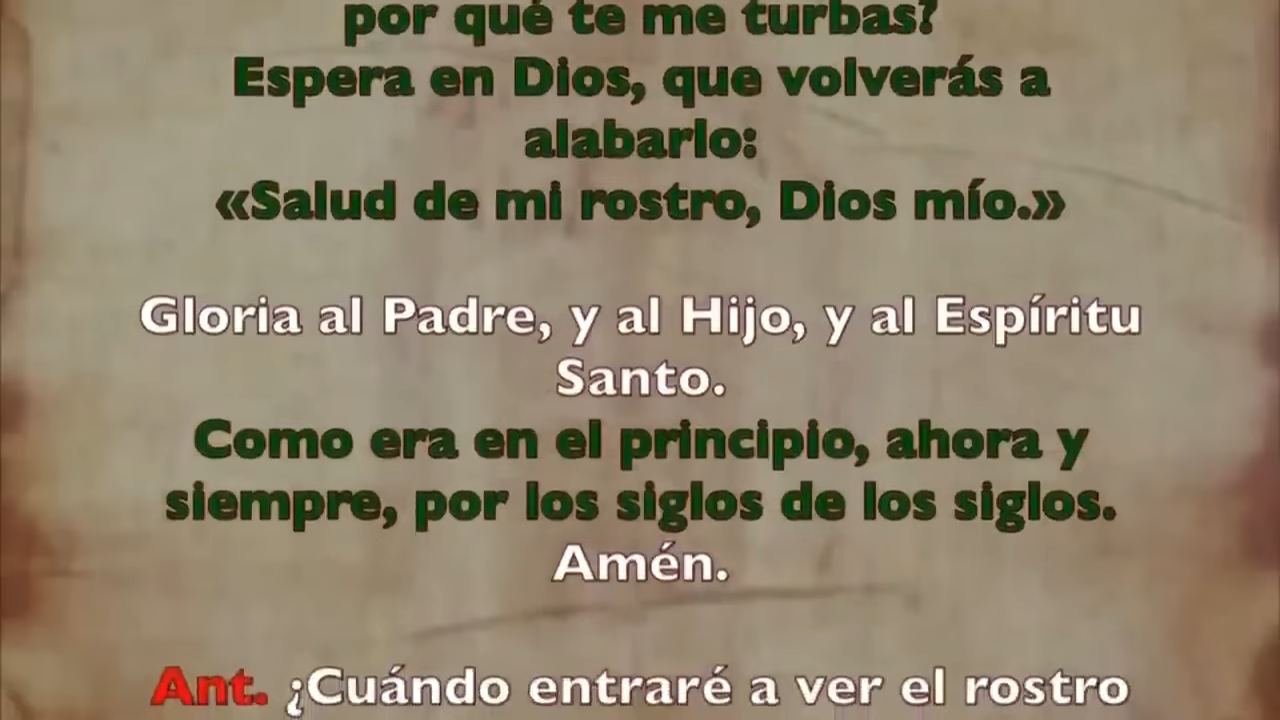 por qué te me turbas?
Espera en Dios, que volverás a
alabarlo:
«Salud de mi rostro, Dios mío.»
Gloria al Padre, y al Hijo, y al Espíritu
Santo.
Como era en el principio, ahora y
siempre, por los siglos de los siglos.
Amén.
Ant. ¿Cuándo entraré a ver el rostro